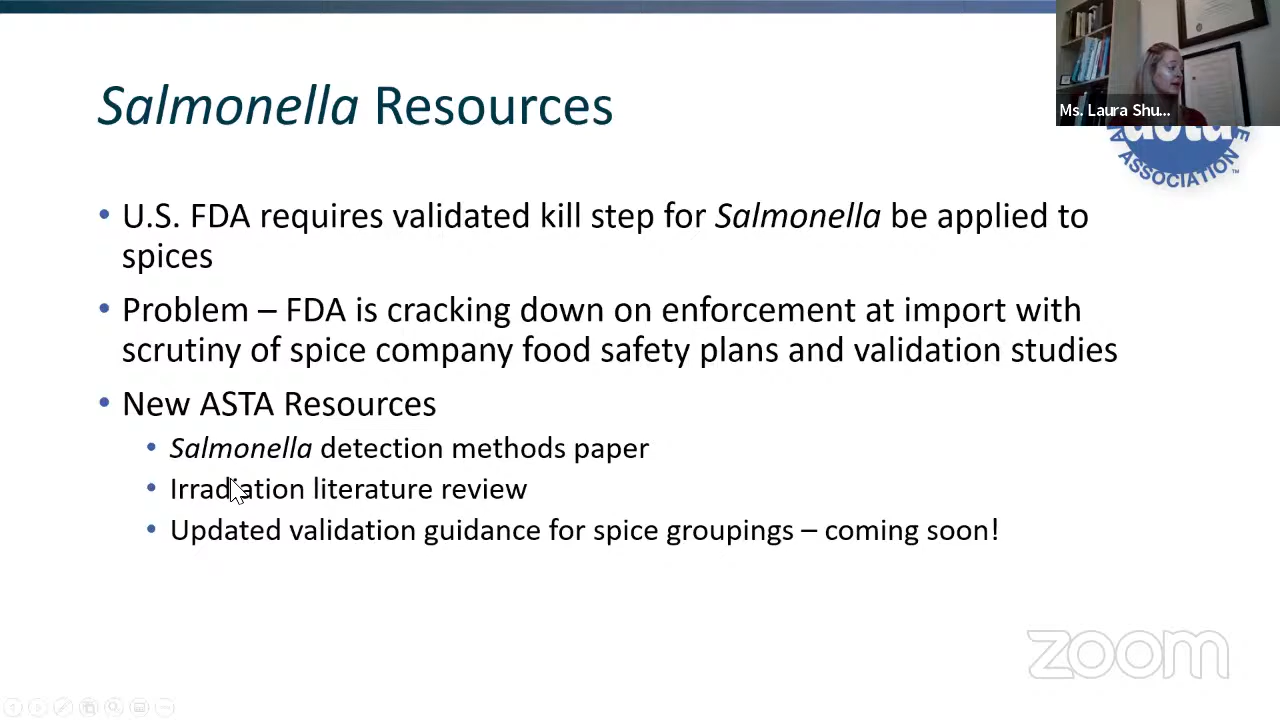 Ms. Laura Shu...
Salmonella Resources
ASSOCIATION
• U.S. FDA requires validated kill step for Salmonella be applied to
spices
• Problem – FDA is cracking down on enforcement at import with
scrutiny of spice company food safety plans and validation studies
• New ASTA Resources
• Salmonella detection methods paper
• Irradiation literature review
• Updated validation guidance for spice groupings – coming soon!
zoom